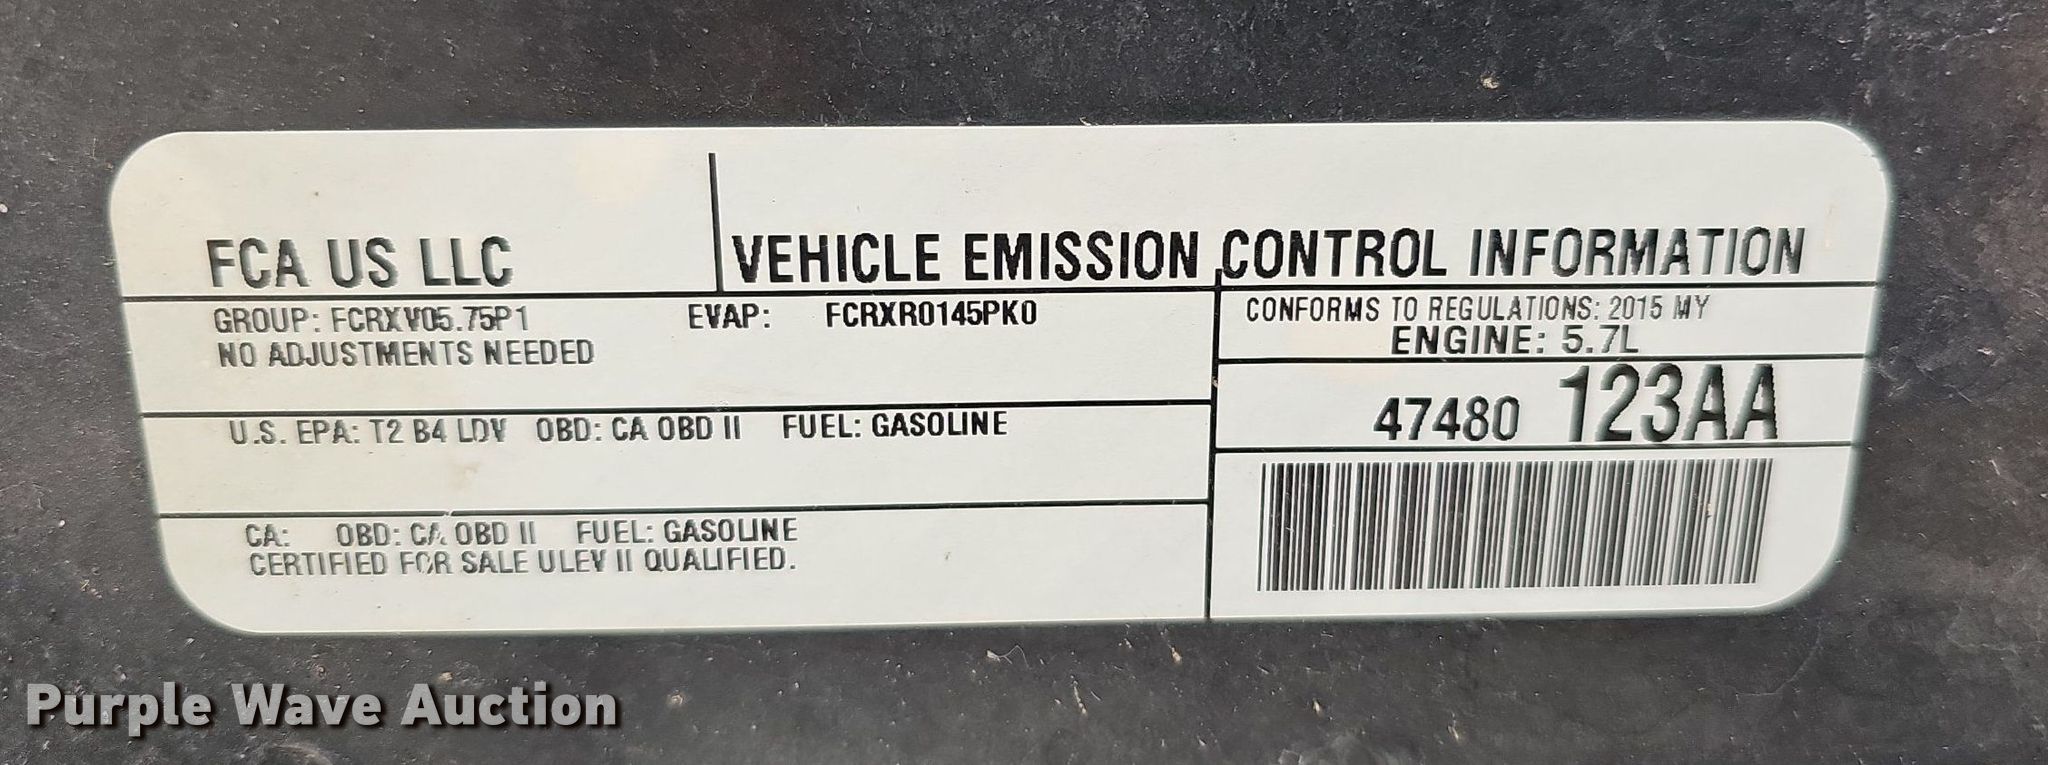 FCA US LLC
VEHICLE EMISSION CONTROL INFORMATION
GROUP: FCRXV05.75P1 EVAP: FCRXR0145PK0
NO ADJUSTMENTS NEEDED
CONFORMS TO REGULATIONS: 2015 MY
ENGINE: 5.7L
47480 123AA
U.S. EPA: T2 B4 LDV OBD: CA OBD II FUEL: GASOLINE
CA: OBD: CA OBD II FUEL: GASOLINE
CERTIFIED FOR SALE ULEV II QUALIFIED.
Purple Wave Auction